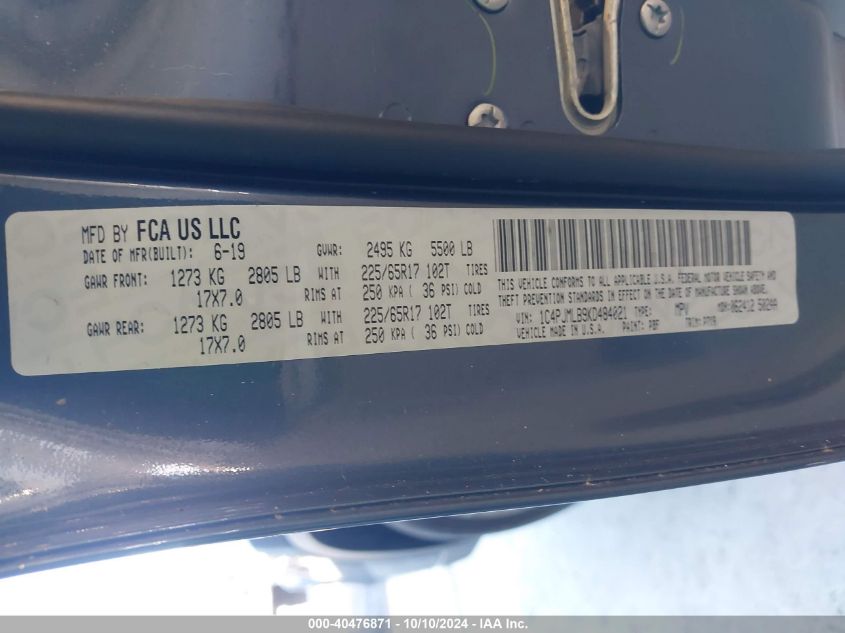 MFD BY FCA US LLC
DATE OF MFR(BUILT): 6-19 GVWR: 2495 KG 5500 LB
GAWR FRONT: 1273 KG 2805 LB WITH 225/65R17 102T TIRES
17X7.0 RIMS AT 250 KPA ( 36 PSI) COLD
GAWR REAR: 1273 KG 2805 LB WITH 225/65R17 102T TIRES
17X7.0 RIMS AT 250 KPA ( 36 PSI) COLD
THIS VEHICLE CONFORMS TO ALL APPLICABLE U.S.A. FEDERAL MOTOR VEHICLE SAFETY AND
THEFT PREVENTION STANDARDS IN EFFECT ON THE DATE OF MANUFACTURE SHOWN ABOVE.
VIN: 1C4PJMLB9KD484021 TYPE: MPV MDH: 062412 502AA
MADE IN U.S.A. PAINT: PBF TRIM:
000-40476871 - 10/10/2024 - IAA Inc.